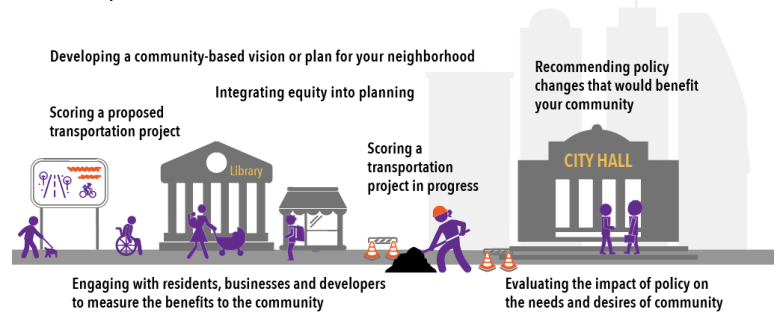 Developing a community-based vision or plan for your neighborhood
Integrating equity into planning
Scoring a proposed
transportation project
Recommending policy
changes that would benefit
your community
Scoring a
transportation
project in progress
Library
CITY HALL
Engaging with residents, businesses and developers
to measure the benefits to the community
Evaluating the impact of policy on
the needs and desires of community